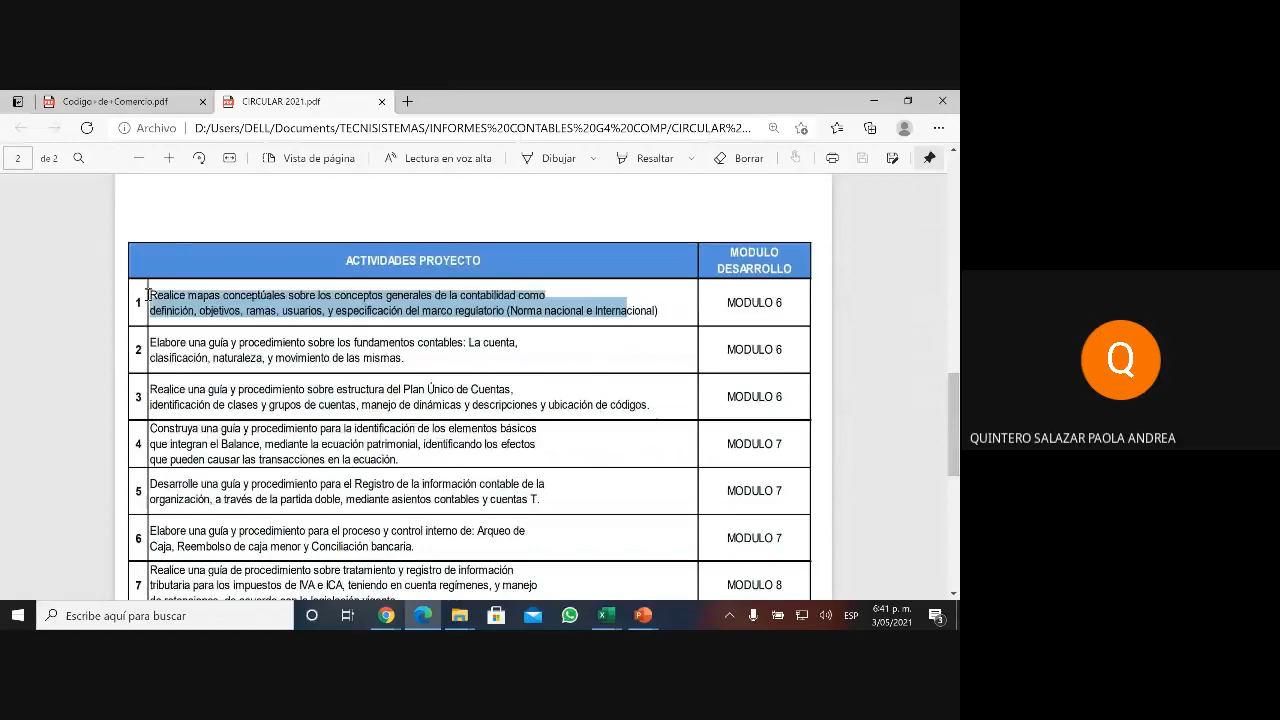 Codigo+de+Comercio.pdf
CIRCULAR 2021.pdf
Archivo
D:/Users/DELL/Documents/TECNISISTEMAS/INFORMES%20CONTABLES%20G4%20COMP/CIRCULAR%2...
2
de 2
Vista de página
Lectura en voz alta
Dibujar
Resaltar
Borrar
ACTIVIDADES PROYECTO
MODULO
DESARROLLO
1
Realice mapas conceptúales sobre los conceptos generales de la contabilidad como
definición, objetivos, ramas, usuarios, y especificación del marco regulatorio (Norma nacional e Internacional)
MODULO 6
2
Elabore una guía y procedimiento sobre los fundamentos contables: La cuenta,
clasificación, naturaleza, y movimiento de las mismas.
MODULO 6
3
Realice una guía y procedimiento sobre estructura del Plan Único de Cuentas,
identificación de clases y grupos de cuentas, manejo de dinámicas y descripciones y ubicación de códigos.
MODULO 6
4
Construya una guía y procedimiento para la identificación de los elementos básicos
que integran el Balance, mediante la ecuación patrimonial, identificando los efectos
que pueden causar las transacciones en la ecuación.
MODULO 7
5
Desarrolle una guía y procedimiento para el Registro de la información contable de la
organización, a través de la partida doble, mediante asientos contables y cuentas T.
MODULO 7
6
Elabore una guía y procedimiento para el proceso y control interno de: Arqueo de
Caja, Reembolso de caja menor y Conciliación bancaria.
MODULO 7
7
Realice una guía de procedimiento sobre tratamiento y registro de información
tributaria para los impuestos de IVA e ICA, teniendo en cuenta regímenes, y manejo
de retenciones, de acuerdo con la legislación vigente
MODULO 8
Q
QUINTERO SALAZAR PAOLA ANDREA
Escribe aquí para buscar
ESP
6:41 p. m.
3/05/2021
3